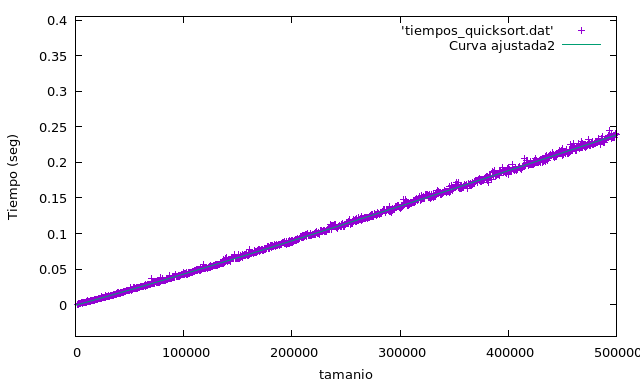 0.4
0.35
0.3
0.25
0.2
0.15
0.1
0.05
0
Tiempo (seg)
'tiempos_quicksort.dat'
Curva ajustada2
0 100000 200000 300000 400000 500000
tamanio